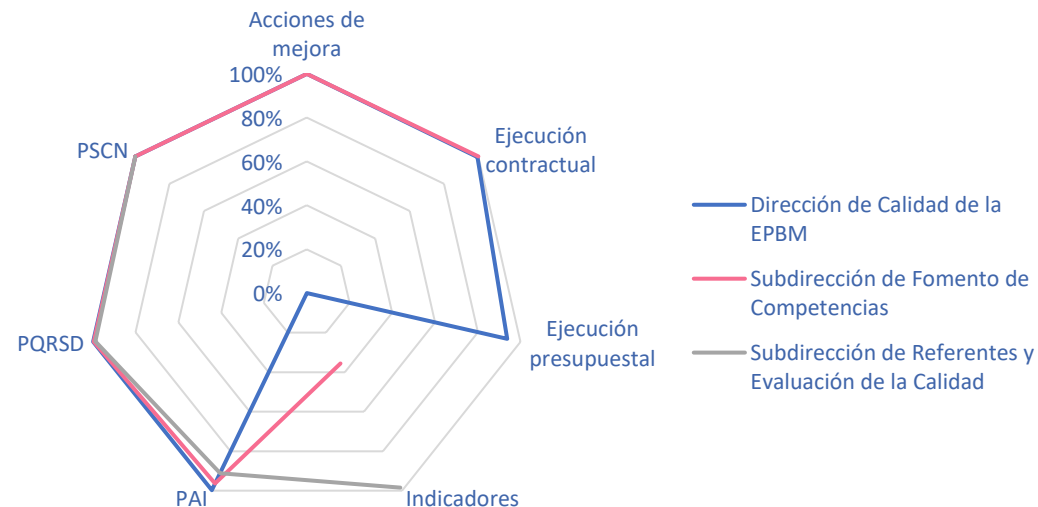 Acciones de
mejora
100%
80%
60%
40%
20%
0%
Ejecución
contractual
Ejecución
presupuestal
Indicadores
PAI
PQRSD
PSCN
Dirección de Calidad de la
EPBM
Subdirección de Fomento de
Competencias
Subdirección de Referentes y
Evaluación de la Calidad